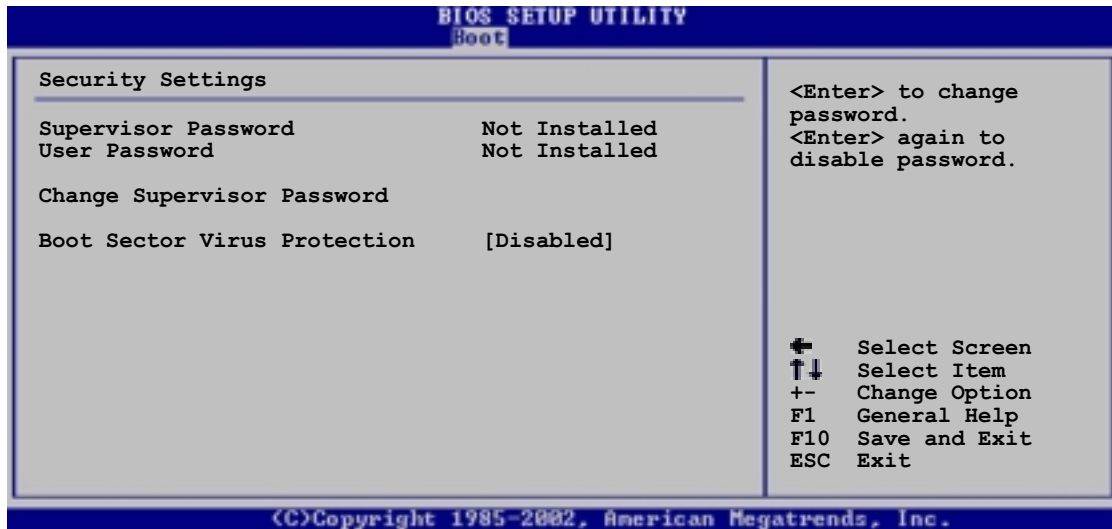 BIOS SETUP UTILITY
Boot
Security Settings
Supervisor Password Not Installed
User Password Not Installed
Change Supervisor Password
Boot Sector Virus Protection [Disabled]
<Enter> to change
password.
<Enter> again to
disable password.
← Select Screen
↑↓ Select Item
+- Change Option
F1 General Help
F10 Save and Exit
ESC Exit
(C)Copyright 1985-2002, American Megatrends, Inc.